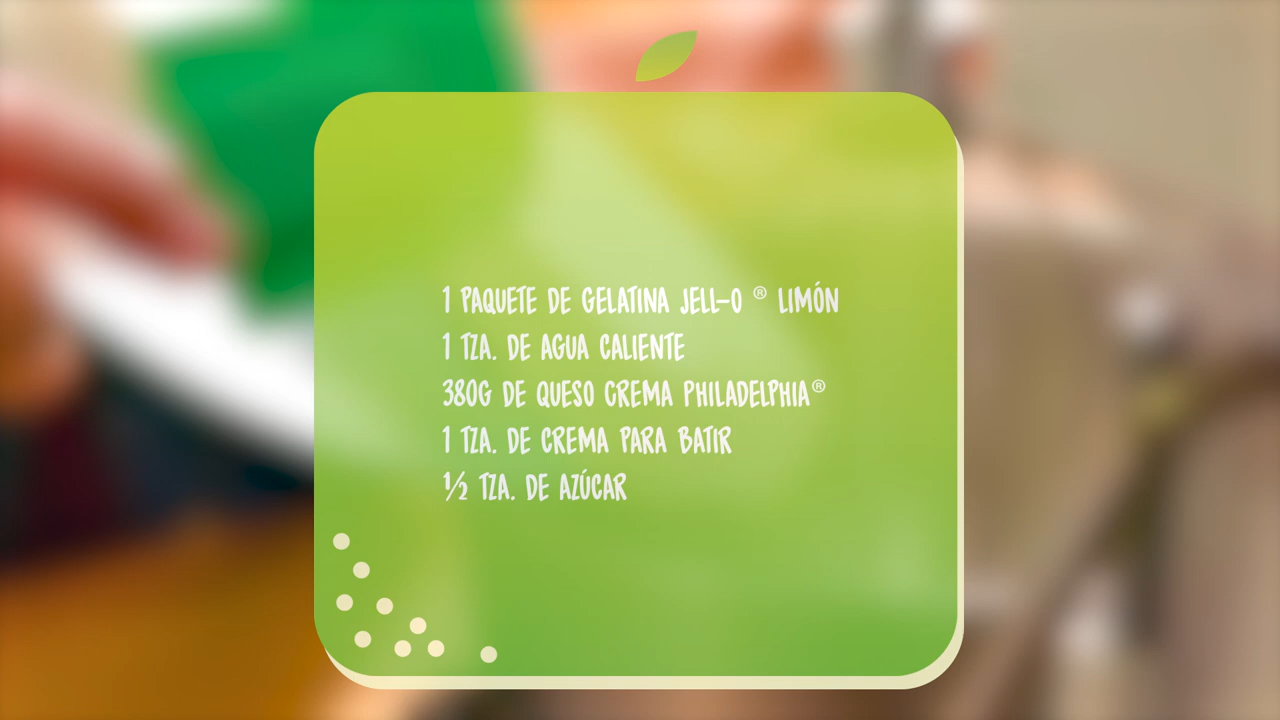 1 PAQUETE DE GELATINA JELL-O ® LIMÓN
1 TZA. DE AGUA CALIENTE
380G DE QUESO CREMA PHILADELPHIA®
1 TZA. DE CREMA PARA BATIR
½ TZA. DE AZÚCAR